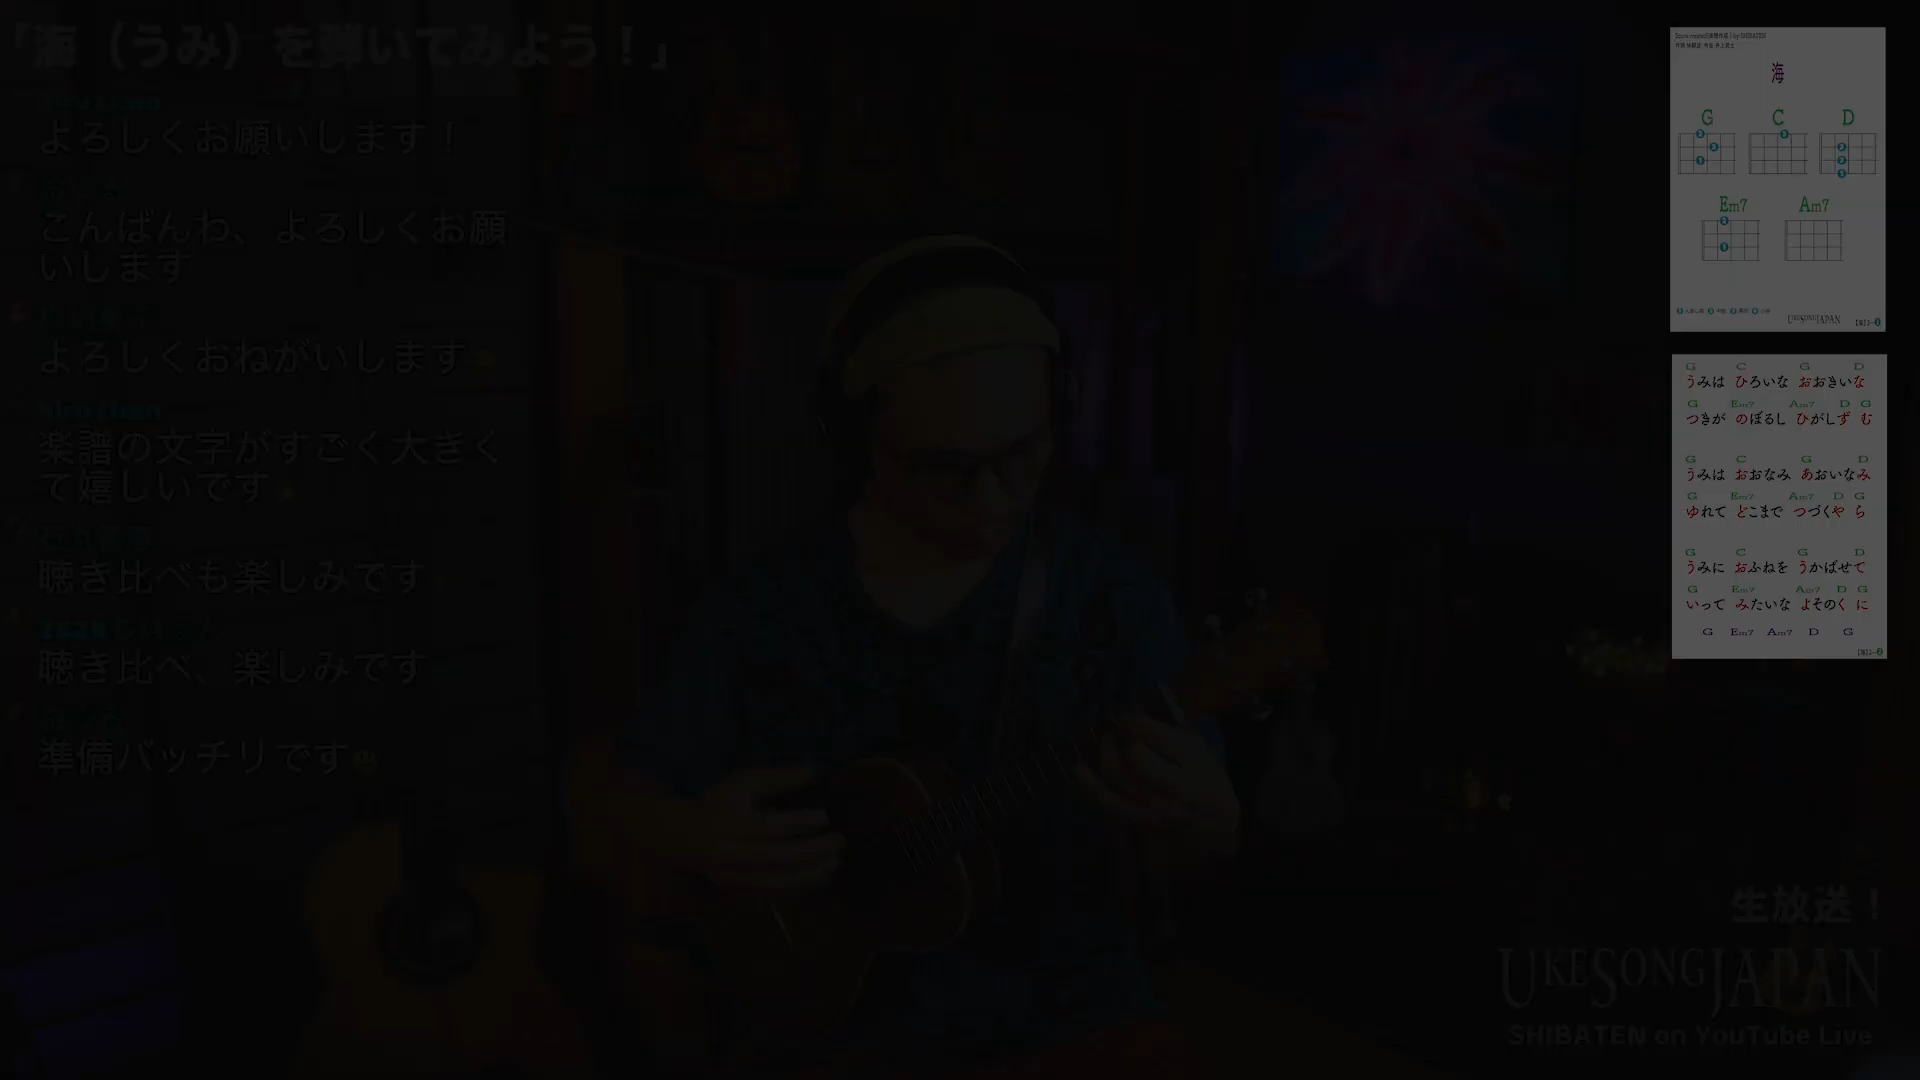 「海（うみ）を弾いてみよう！」
よろしくお願いします！
こんばんわ、よろしくお願
いします
よろしくおねがいします
楽譜の文字がすごく大きく
て嬉しいです
聴き比べも楽しみです
聴き比べ、楽しみです
準備バッチリです
海
G C D
Em7 Am7
UKESONGJAPAN
G C G D
うみは ひろいな おおきいな
G Em7 Am7 D G
つきが のぼるし ひがしず む
G C G D
うみは おおなみ あおいなみ
G Em7 Am7 D G
ゆれて どこまで つづくや ら
G C G D
うみに おふねを うかばせて
G Em7 Am7 D G
いって みたいな よそのく に
G Em7 Am7 D G
生放送！
UKESONGJAPAN
SHIBATEN on YouTube Live